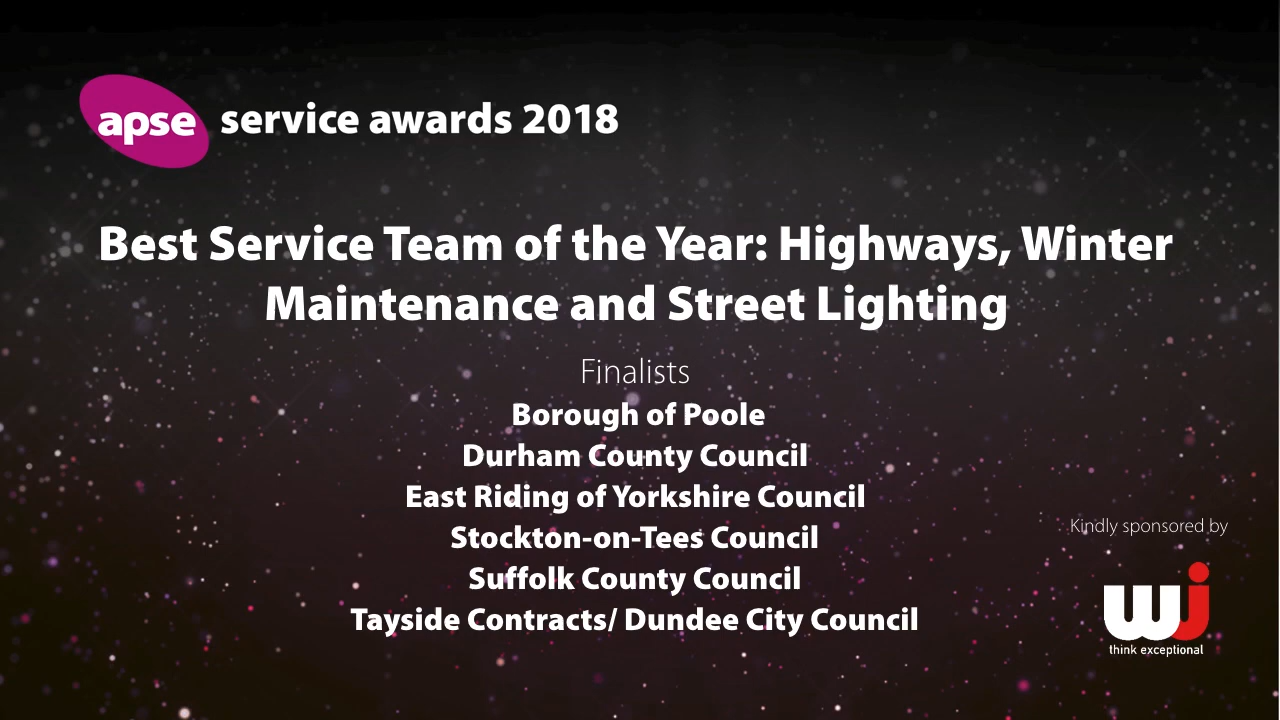 apse service awards 2018
Best Service Team of the Year: Highways, Winter
Maintenance and Street Lighting
Finalists
Borough of Poole
Durham County Council
East Riding of Yorkshire Council
Stockton-on-Tees Council
Suffolk County Council
Tayside Contracts/ Dundee City Council
Kindly sponsored by
wj
think exceptional